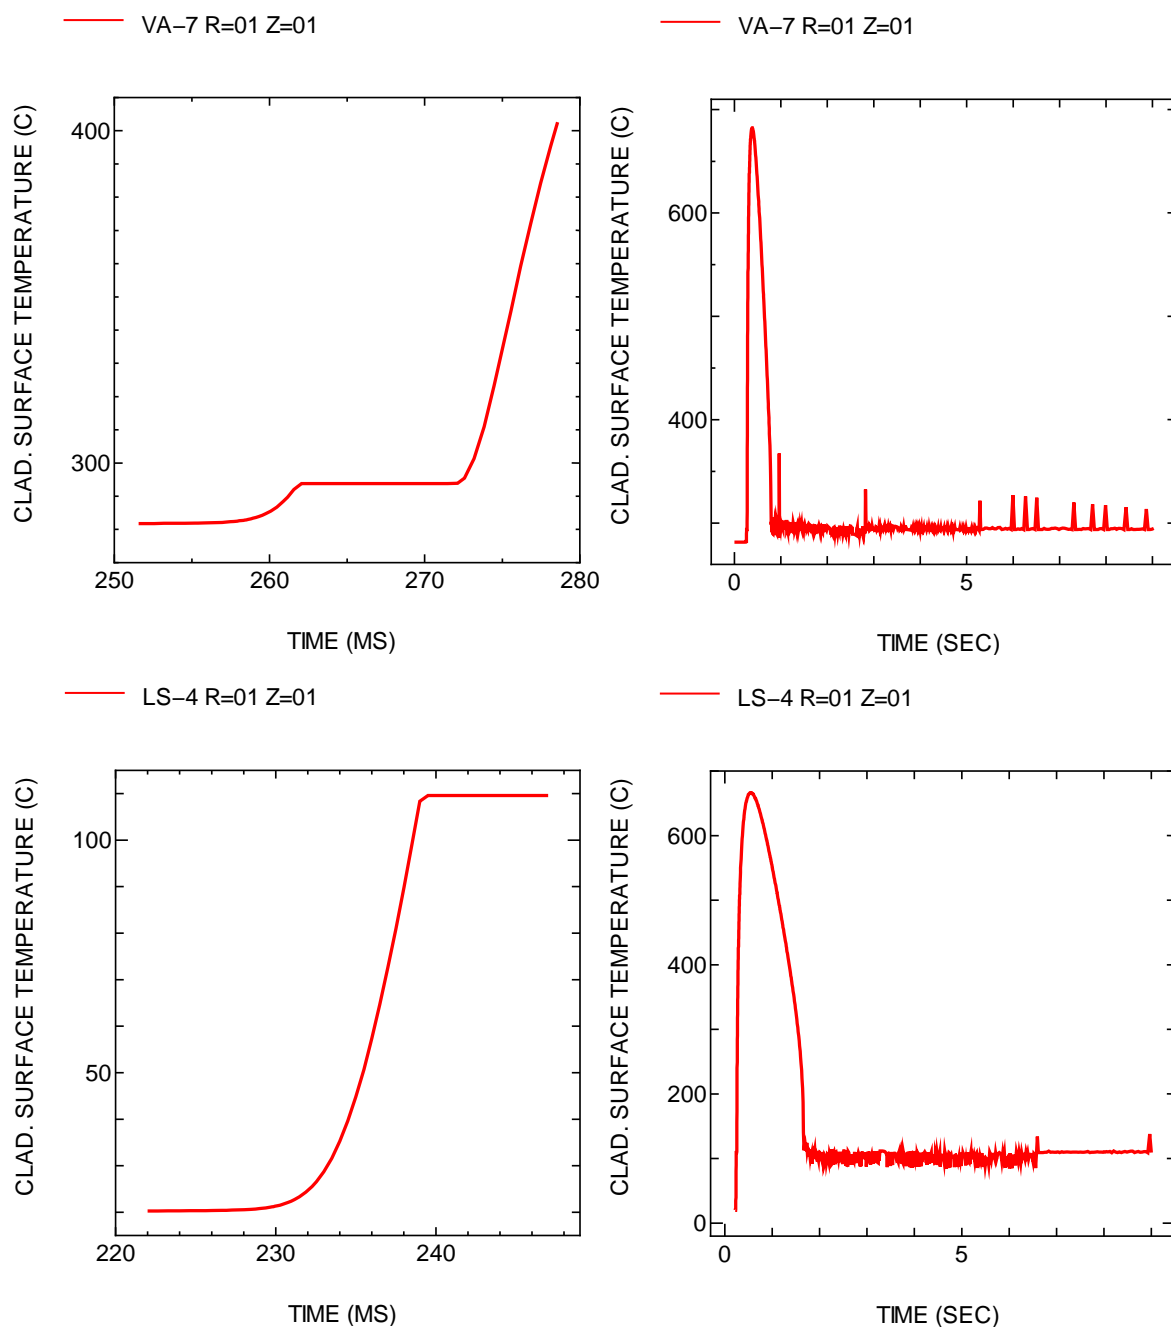 VA−7 R=01 Z=01
CLAD. SURFACE TEMPERATURE (C)
400
300
250 260 270 280
TIME (MS)
VA−7 R=01 Z=01
CLAD. SURFACE TEMPERATURE (C)
600
400
0 5
TIME (SEC)
LS−4 R=01 Z=01
CLAD. SURFACE TEMPERATURE (C)
100
50
220 230 240
TIME (MS)
LS−4 R=01 Z=01
CLAD. SURFACE TEMPERATURE (C)
600
400
200
0
0 5
TIME (SEC)